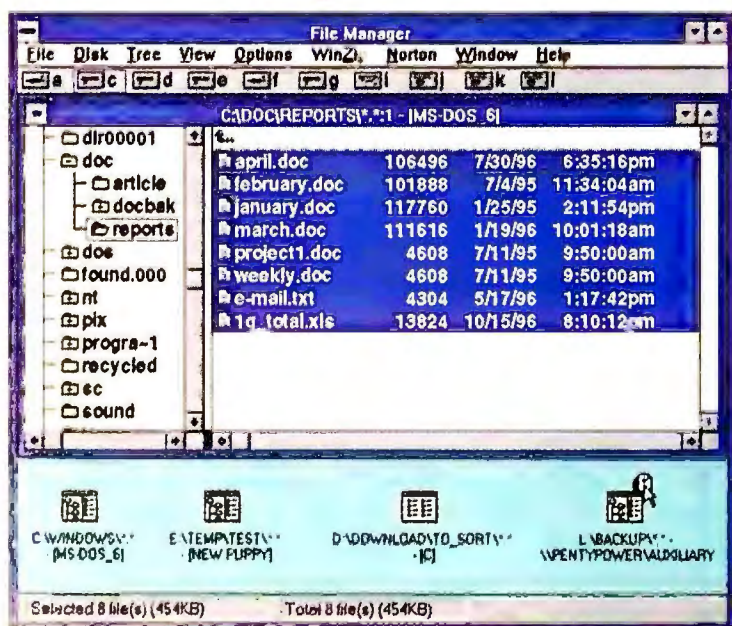 File Manager
File Disk Tree View Options WinZip Norton Window Help
a c d e f g i j k l
C:\DOC\REPORTS\*.*:1 - [MS-DOS_6]
dir00001
doc
article
docbak
reports
dos
found.000
nt
pix
progra~1
recycled
sc
sound
april.doc 106496 7/30/96 6:35:16pm
february.doc 101888 7/4/95 11:34:04am
january.doc 117760 1/25/95 2:11:54pm
march.doc 111616 1/19/96 10:01:18am
project1.doc 4608 7/11/95 9:50:00am
weekly.doc 4608 7/11/95 9:50:00am
e-mail.txt 4304 5/17/96 1:17:42pm
1q_total.xls 13824 10/15/96 8:10:12
C:\WINDOWS\*.*
- [MS-DOS_6]
E:\TEMP\TEST\*.*
- [NEW PUPPY]
D:\DOWNLOAD\TO_SORT\*.*
- [C]
L:\BACKUP\*.* -
\\PENTYPOWER\AUXILIARY
Selected 8 file(s) (454KB) Total 8 file(s) (454KB)